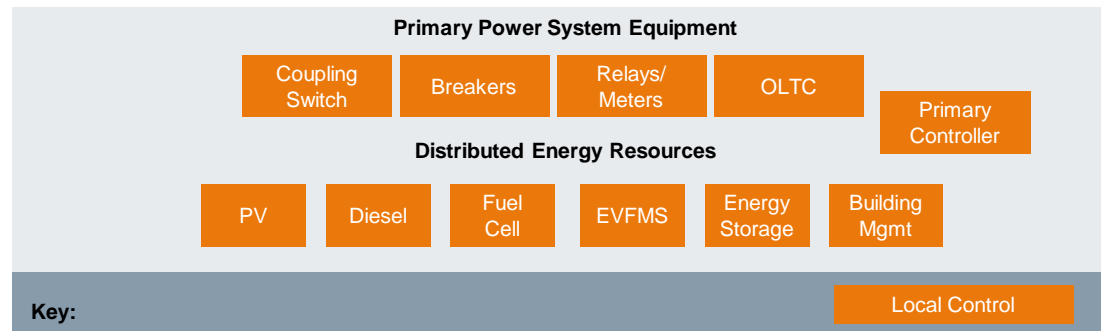 Primary Power System Equipment
Coupling
Switch
Breakers
Relays/
Meters
OLTC
Primary
Controller
Distributed Energy Resources
PV
Diesel
Fuel
Cell
EVFMS
Energy
Storage
Building
Mgmt
Key:
Local Control